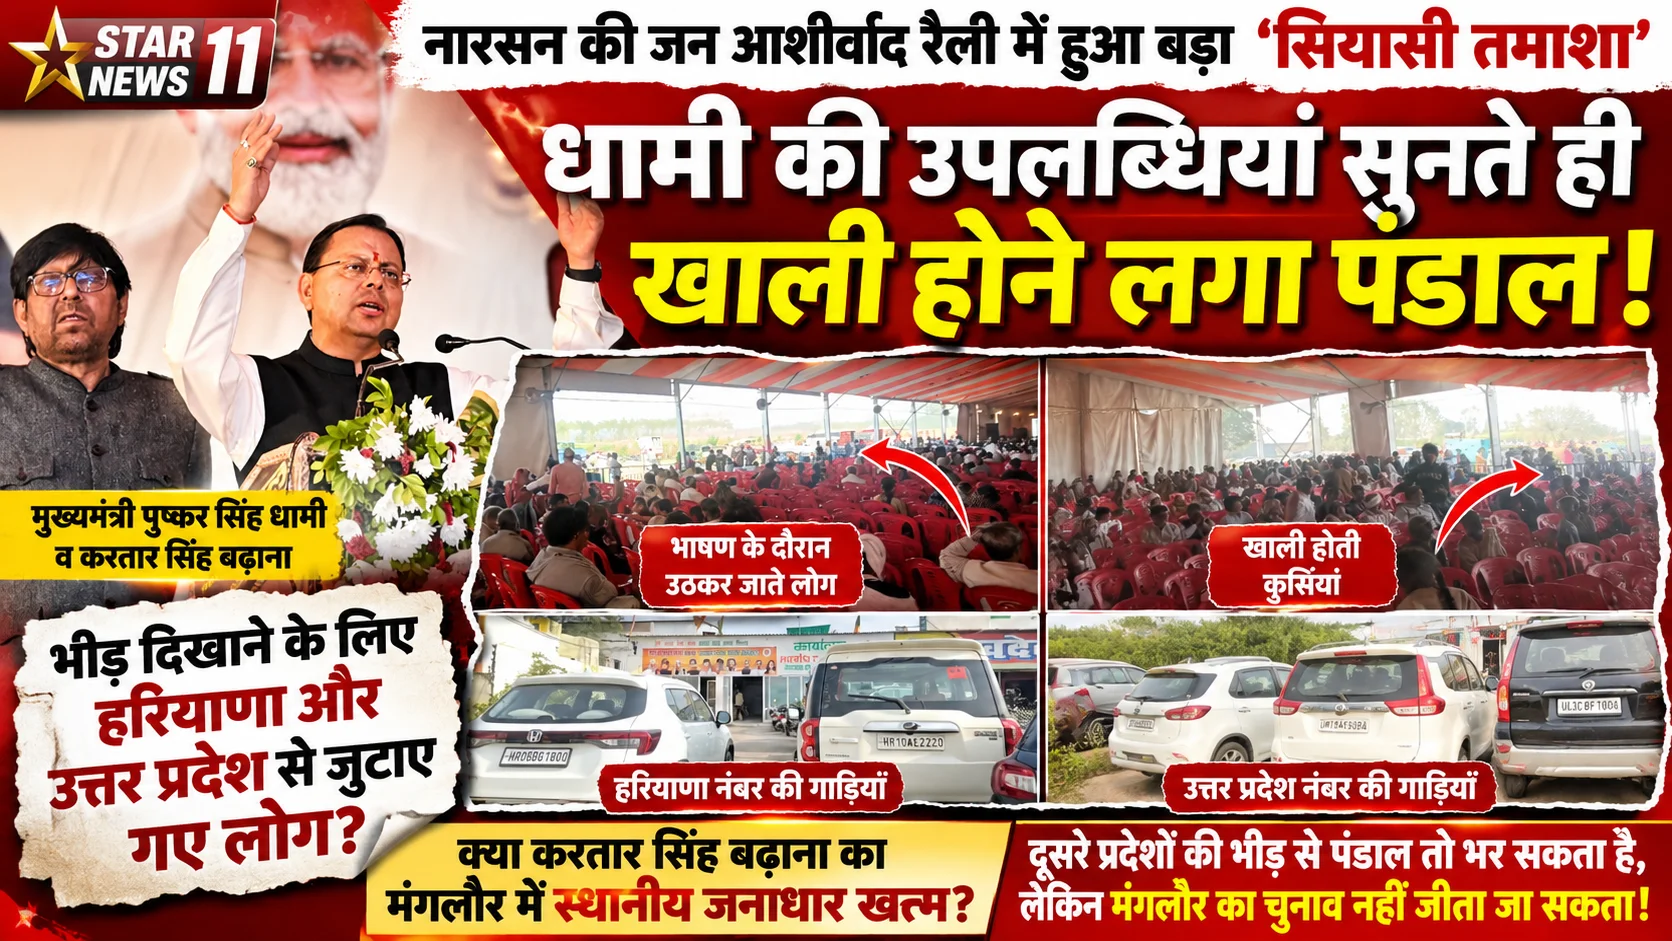 STAR NEWS 11
नारसन की जन आशीर्वाद रैली में हुआ बड़ा ‘सियासी तमाशा’
धामी की उपलब्धियां सुनते ही
खाली होने लगा पंडाल!
मुख्यमंत्री पुष्कर सिंह धामी
व करतार सिंह बढ़ाना
भाषण के दौरान
उठकर जाते लोग
खाली होती
कुर्सियां
भीड़ दिखाने के लिए
हरियाणा और
उत्तर प्रदेश से जुटाए
गए लोग?
HR06BG1800
HR10AE2220
हरियाणा नंबर की गाड़ियों
UL3C BF 1006
उत्तर प्रदेश नंबर की गाड़ियों
क्या करतार सिंह बढ़ाना का
मंगलौर में स्थानीय जनाधार खत्म?
दूसरे प्रदेशों की भीड़ से पंडाल तो भर सकता है,
लेकिन मंगलौर का चुनाव नहीं जीता जा सकता!